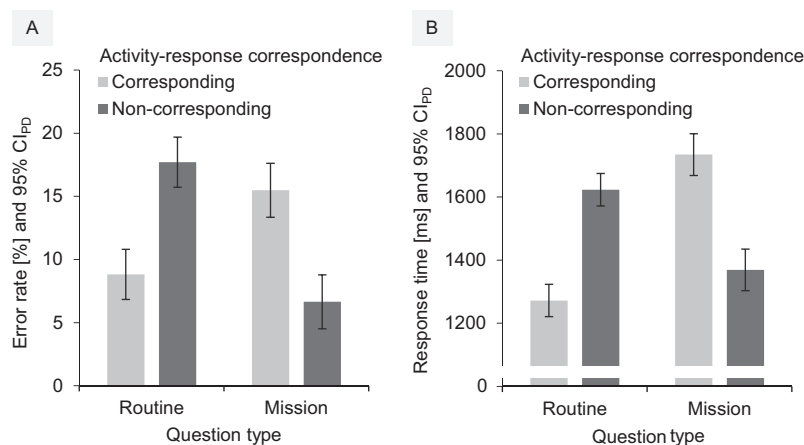 A
Activity-response correspondence
Corresponding
Non-corresponding
25
20
15
10
5
0
Error rate [%] and 95% CI_PD
Routine
Mission
Question type
B
Activity-response correspondence
Corresponding
Non-corresponding
2000
1800
1600
1400
1200
0
Response time [ms] and 95% CI_PD
Routine
Mission
Question type